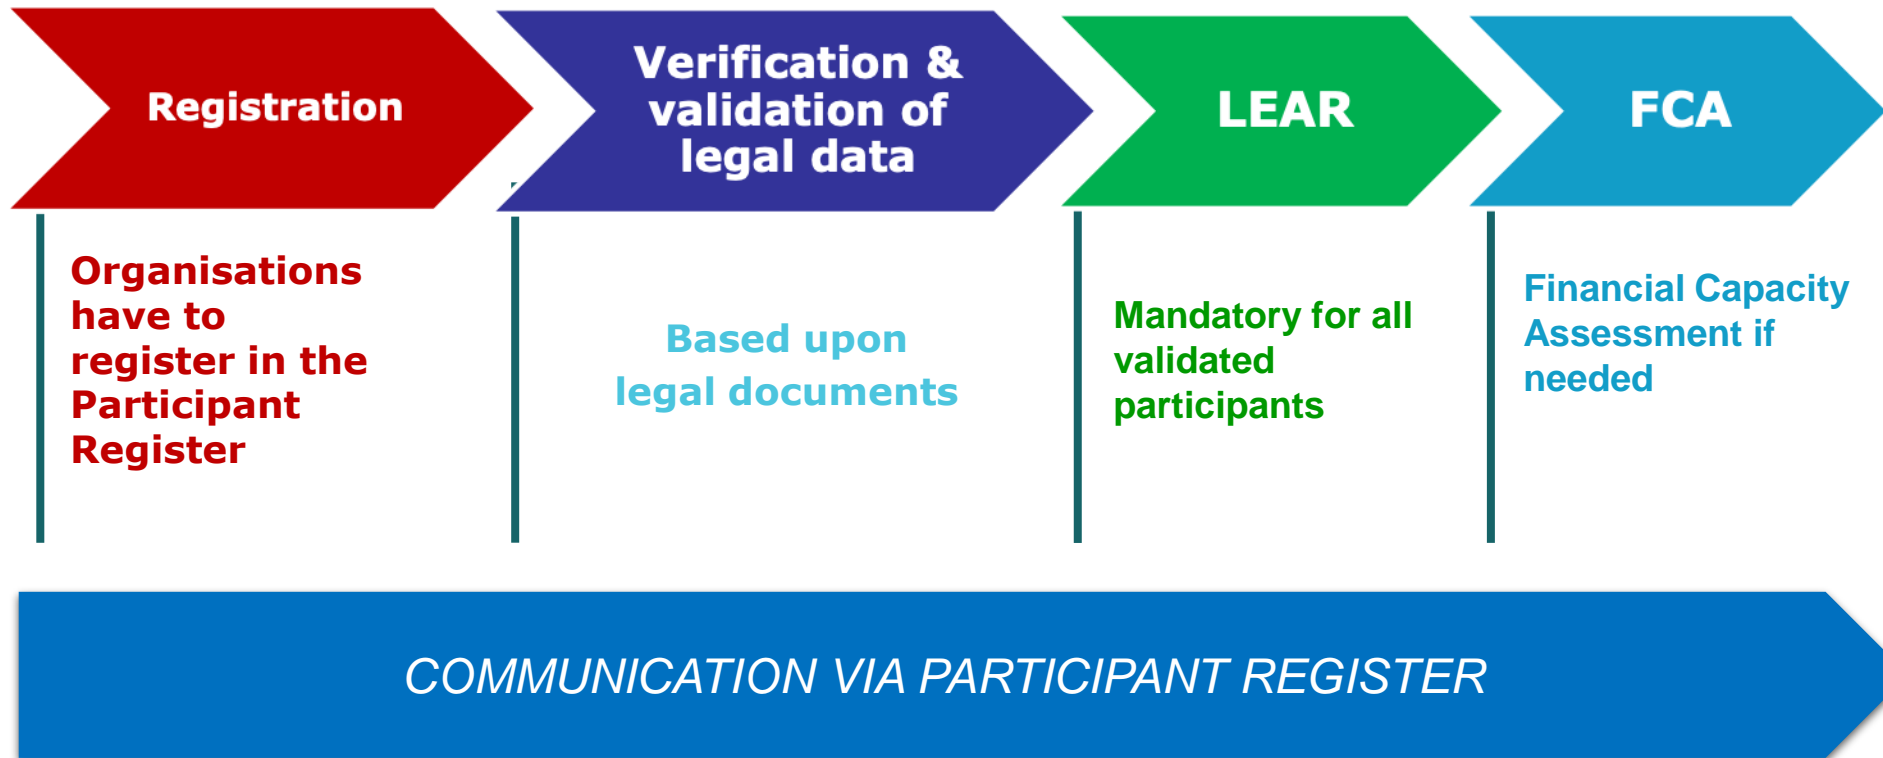 Registration
Verification &
validation of
legal data
LEAR
FCA
Organisations
have to
register in the
Participant
Register
Based upon
legal documents
Mandatory for all
validated
participants
Financial Capacity
Assessment if
needed
COMMUNICATION VIA PARTICIPANT REGISTER